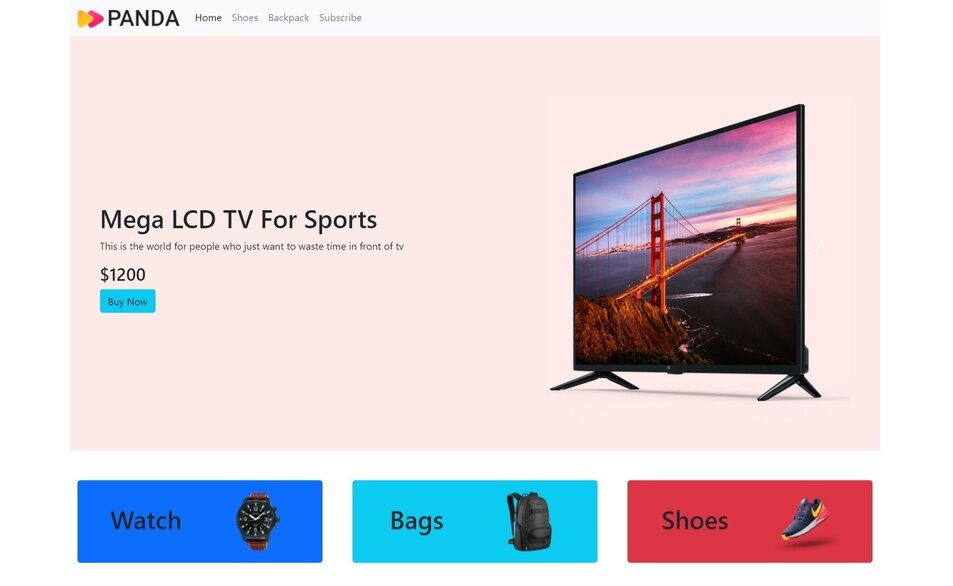 PANDA Home Shoes Backpack Subscribe
Mega LCD TV For Sports
This is the world for people who just want to waste time in front of tv
$1200
Buy Now
Watch Bags Shoes